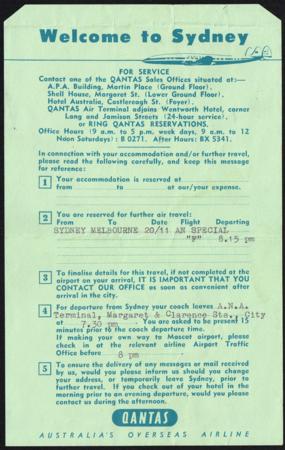 Welcome to Sydney
FOR SERVICE
Contact one of the QANTAS Sales Offices situated at:—
A.P.A. Building, Martin Place (Ground Floor).
Shell House, Margaret St. (Lower Ground Floor).
Hotel Australia, Castlereagh St. (Foyer).
QANTAS Air Terminal adjoins Wentworth Hotel, corner
Lang and Jamison Streets (24-hour service).
or RING QANTAS RESERVATIONS.
Office Hours (9 a.m. to 5 p.m. week days, 9 a.m. to 12
Noon Saturdays): B 0271. After Hours: BX 5341.
In connection with your accommodation and/or further travel,
please read the following carefully, and keep this message
for reference:
1 Your accommodation is reserved at
from to at our/your expense.
2 You are reserved for further air travel:
From To Date Flight Departing
SYDNEY MELBOURNE 20/11 AN SPECIAL
"F" 8.15 pm
3 To finalise details for this travel, if not completed at the
airport on your arrival, IT IS IMPORTANT THAT YOU
CONTACT OUR OFFICE as soon as convenient after
arrival in the city.
4 For departure from Sydney your coach leaves A.N.A.
Terminal, Margaret & Clarence Sts., City
at 7.30 pm. You are asked to be present 15
minutes prior to the coach departure time.
If making your own way to Mascot airport, please
check in at the relevant airline Airport Traffic
Office before 8 pm.
5 To ensure the delivery of any messages or mail received
by us, would you please inform us should you change
your address, or temporarily leave Sydney, prior to
further travel. If you check out of your hotel in the
morning prior to an evening departure, would you please
contact us during the afternoon.
QANTAS
AUSTRALIA'S OVERSEAS AIRLINE